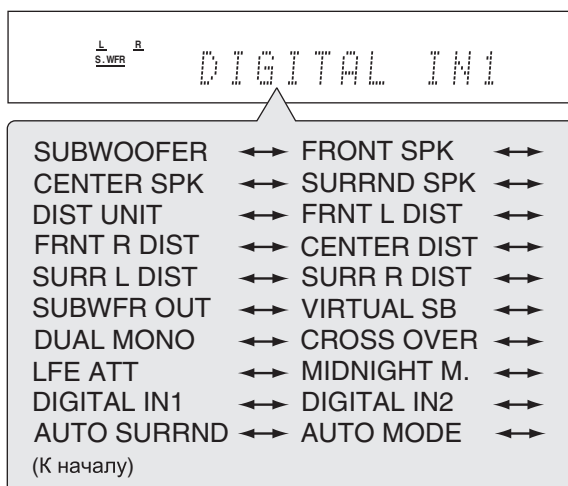 L R
S.WFR
DIGITAL IN1
SUBWOOFER ↔ FRONT SPK ↔
CENTER SPK ↔ SURRND SPK ↔
DIST UNIT ↔ FRNT L DIST ↔
FRNT R DIST ↔ CENTER DIST ↔
SURR L DIST ↔ SURR R DIST ↔
SUBWFR OUT ↔ VIRTUAL SB ↔
DUAL MONO ↔ CROSS OVER ↔
LFE ATT ↔ MIDNIGHT M. ↔
DIGITAL IN1 ↔ DIGITAL IN2 ↔
AUTO SURRND ↔ AUTO MODE ↔
(К началу)